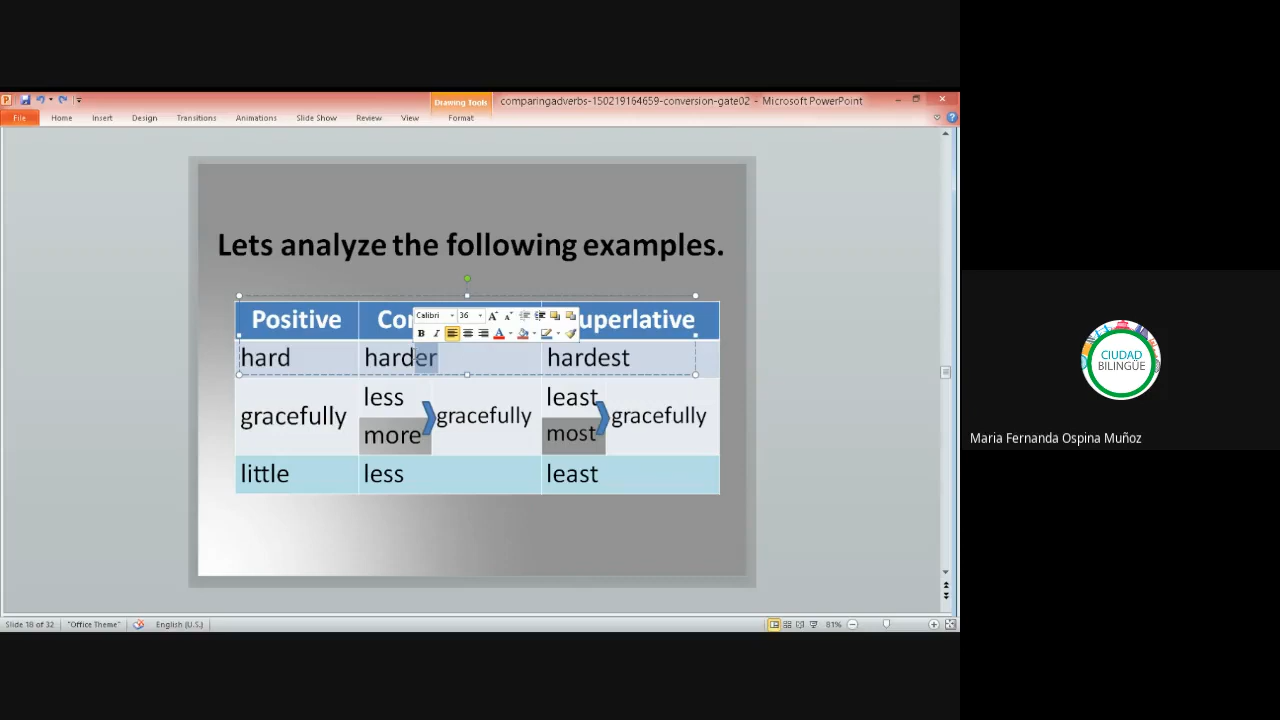 Drawing Tools
comparingadverbs-150219164659-conversion-gate02 - Microsoft PowerPoint
File Home Insert Design Transitions Animations Slide Show Review View Format
Lets analyze the following examples.
Calibri 36
B I A
Positive Co uperlative
hard harder hardest
gracefully less gracefully least gracefully
more most
little less least
CIUDAD
BILINGÜE
Maria Fernanda Ospina Muñoz
Slide 18 of 32 "Office Theme" English (U.S.) 81%